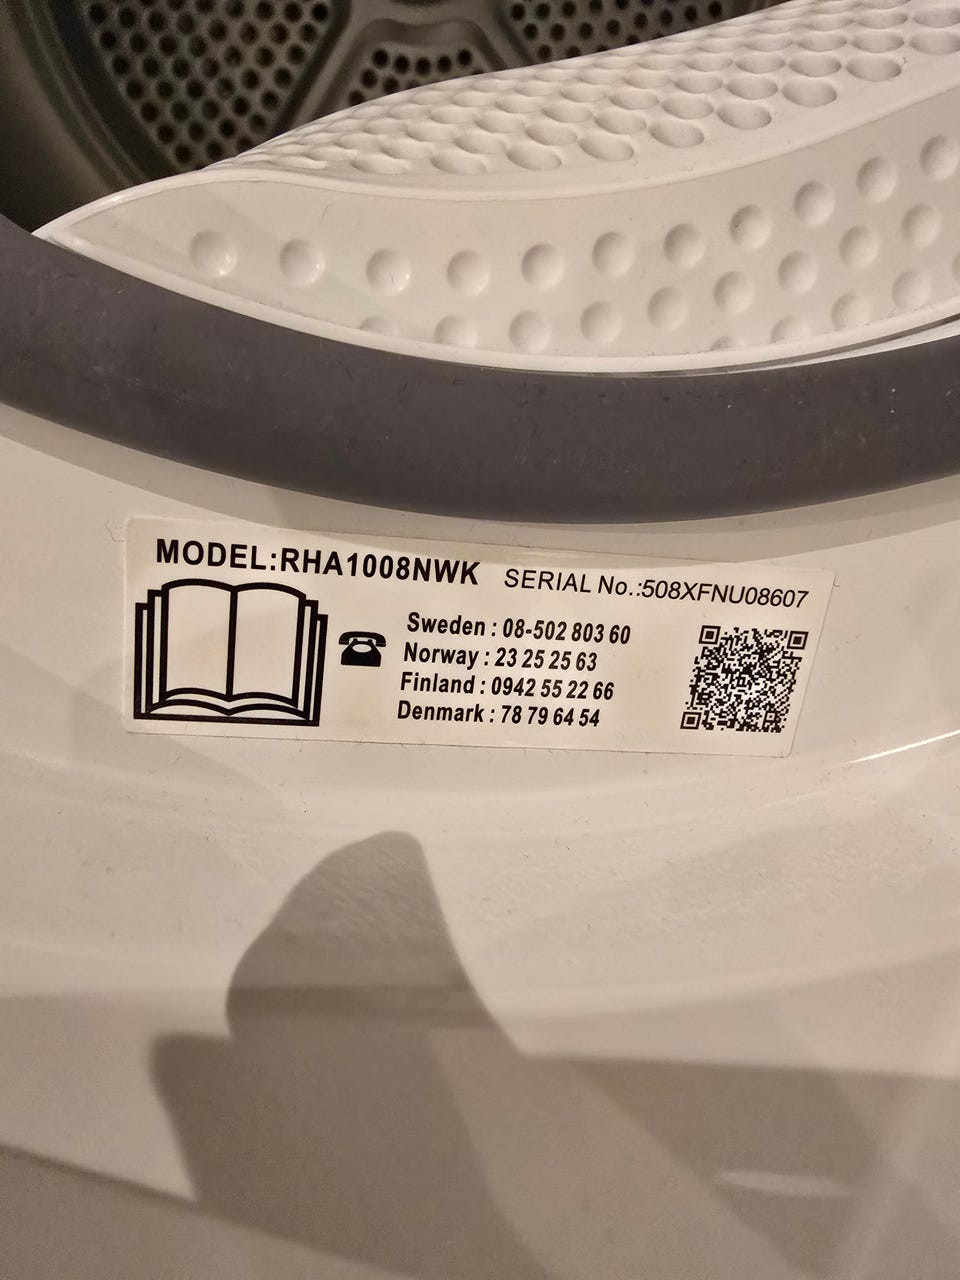 MODEL:RHA1008NWK
SERIAL No.:508XFNU08607
Sweden : 08-502 803 60
Norway : 23 25 25 63
Finland : 0942 55 22 66
Denmark : 78 79 64 54